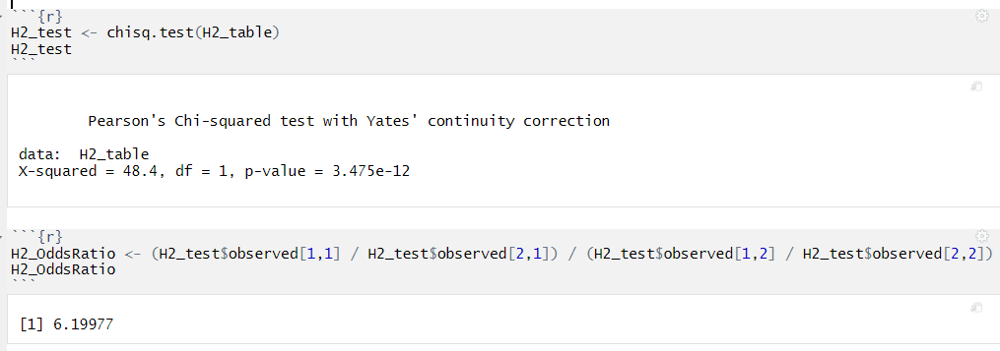 ```{r}
H2_test <- chisq.test(H2_table)
H2_test
```
Pearson's Chi-squared test with Yates' continuity correction
data:  H2_table
X-squared = 48.4, df = 1, p-value = 3.475e-12
```{r}
H2_OddsRatio <- (H2_test$observed[1,1] / H2_test$observed[2,1]) / (H2_test$observed[1,2] / H2_test$observed[2,2])
H2_OddsRatio
```
[1] 6.19977